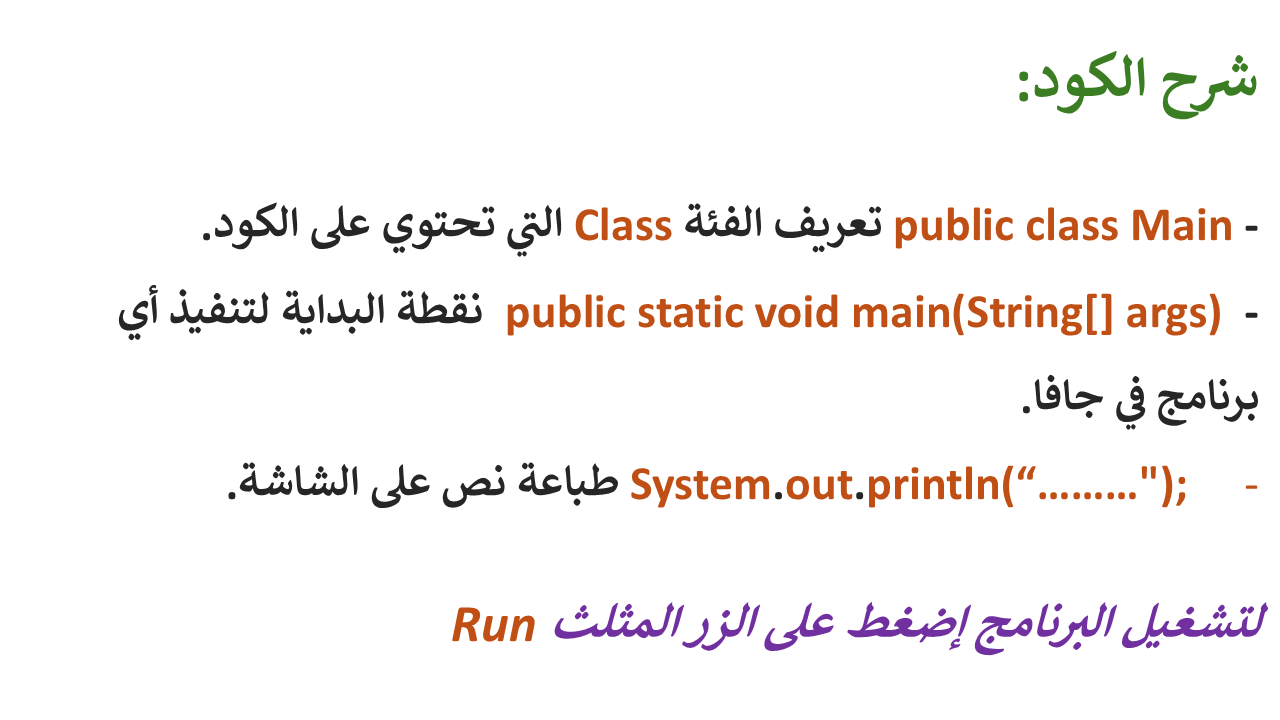 شرح الكود:
- public class Main تعريف الفئة Class التي تحتوي على الكود.
- public static void main(String[] args) نقطة البداية لتنفيذ أي
برنامج في جافا.
- System.out.println(“………"); طباعة نص على الشاشة.
لتشغيل البرنامج إضغط على الزر المثلث Run